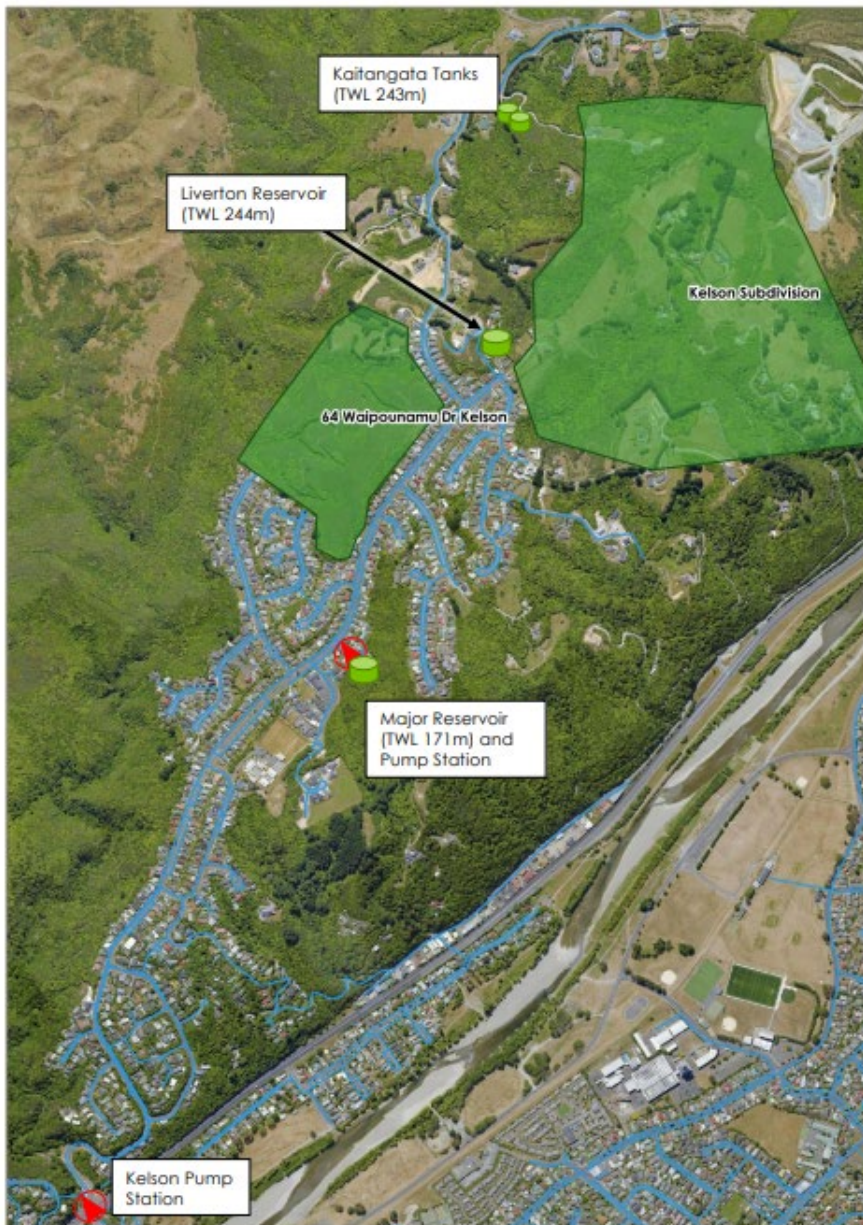 Kaitangata Tanks
(TWL 243m)
Liverton Reservoir
(TWL 244m)
Kelson Subdivision
64 Waipounamu Dr Kelson
Major Reservoir
(TWL 171m) and
Pump Station
Kelson Pump
Station